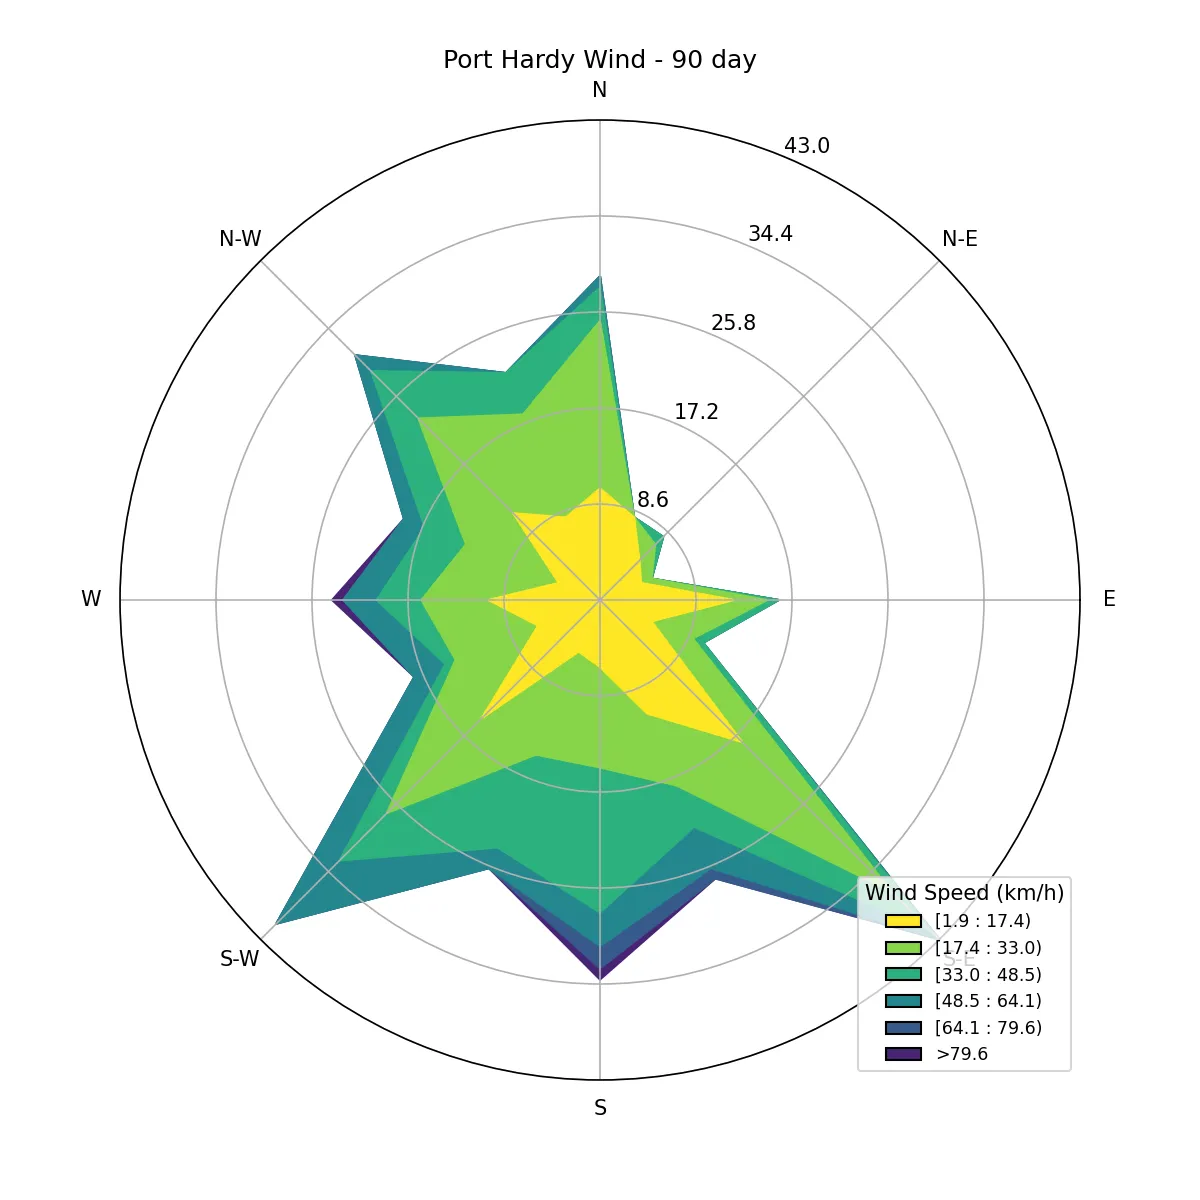 Port Hardy Wind - 90 day
N
43.0
N-W
34.4
N-E
25.8
17.2
8.6
W
E
Wind Speed (km/h)
[1.9 : 17.4)
[17.4 : 33.0)
[33.0 : 48.5)
[48.5 : 64.1)
[64.1 : 79.6)
>79.6
S-W
S-E
S